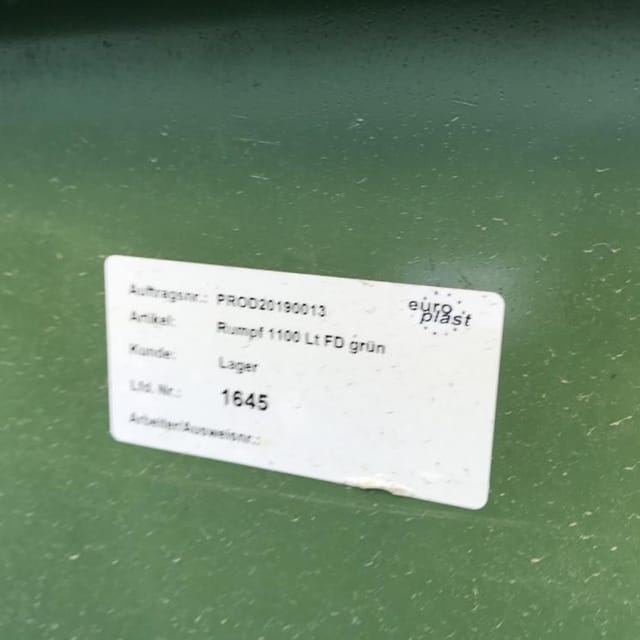 euro
plast
Auftragsnr.: PROD20190013
Artikel: Rumpf 1100 Lt FD grün
Kunde: Lager
Lfd. Nr.: 1645
Arbeiter/Ausweisnr.: